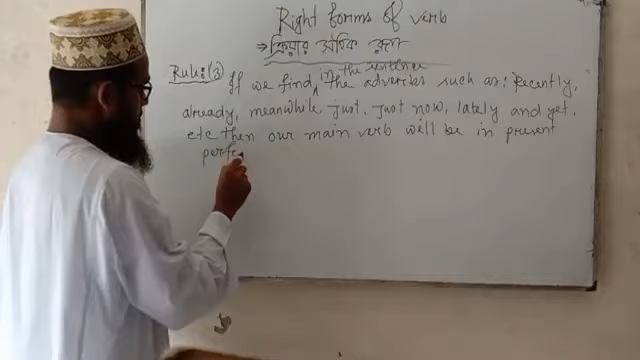 Right forms of verb
→ ক্রিয়ার সঠিক রূপ
Rule:(3) If we find in the sentence the adverbs such as: Recently,
already, meanwhile, just, just now, lately and yet.
etc then our main verb will be in present
perfe